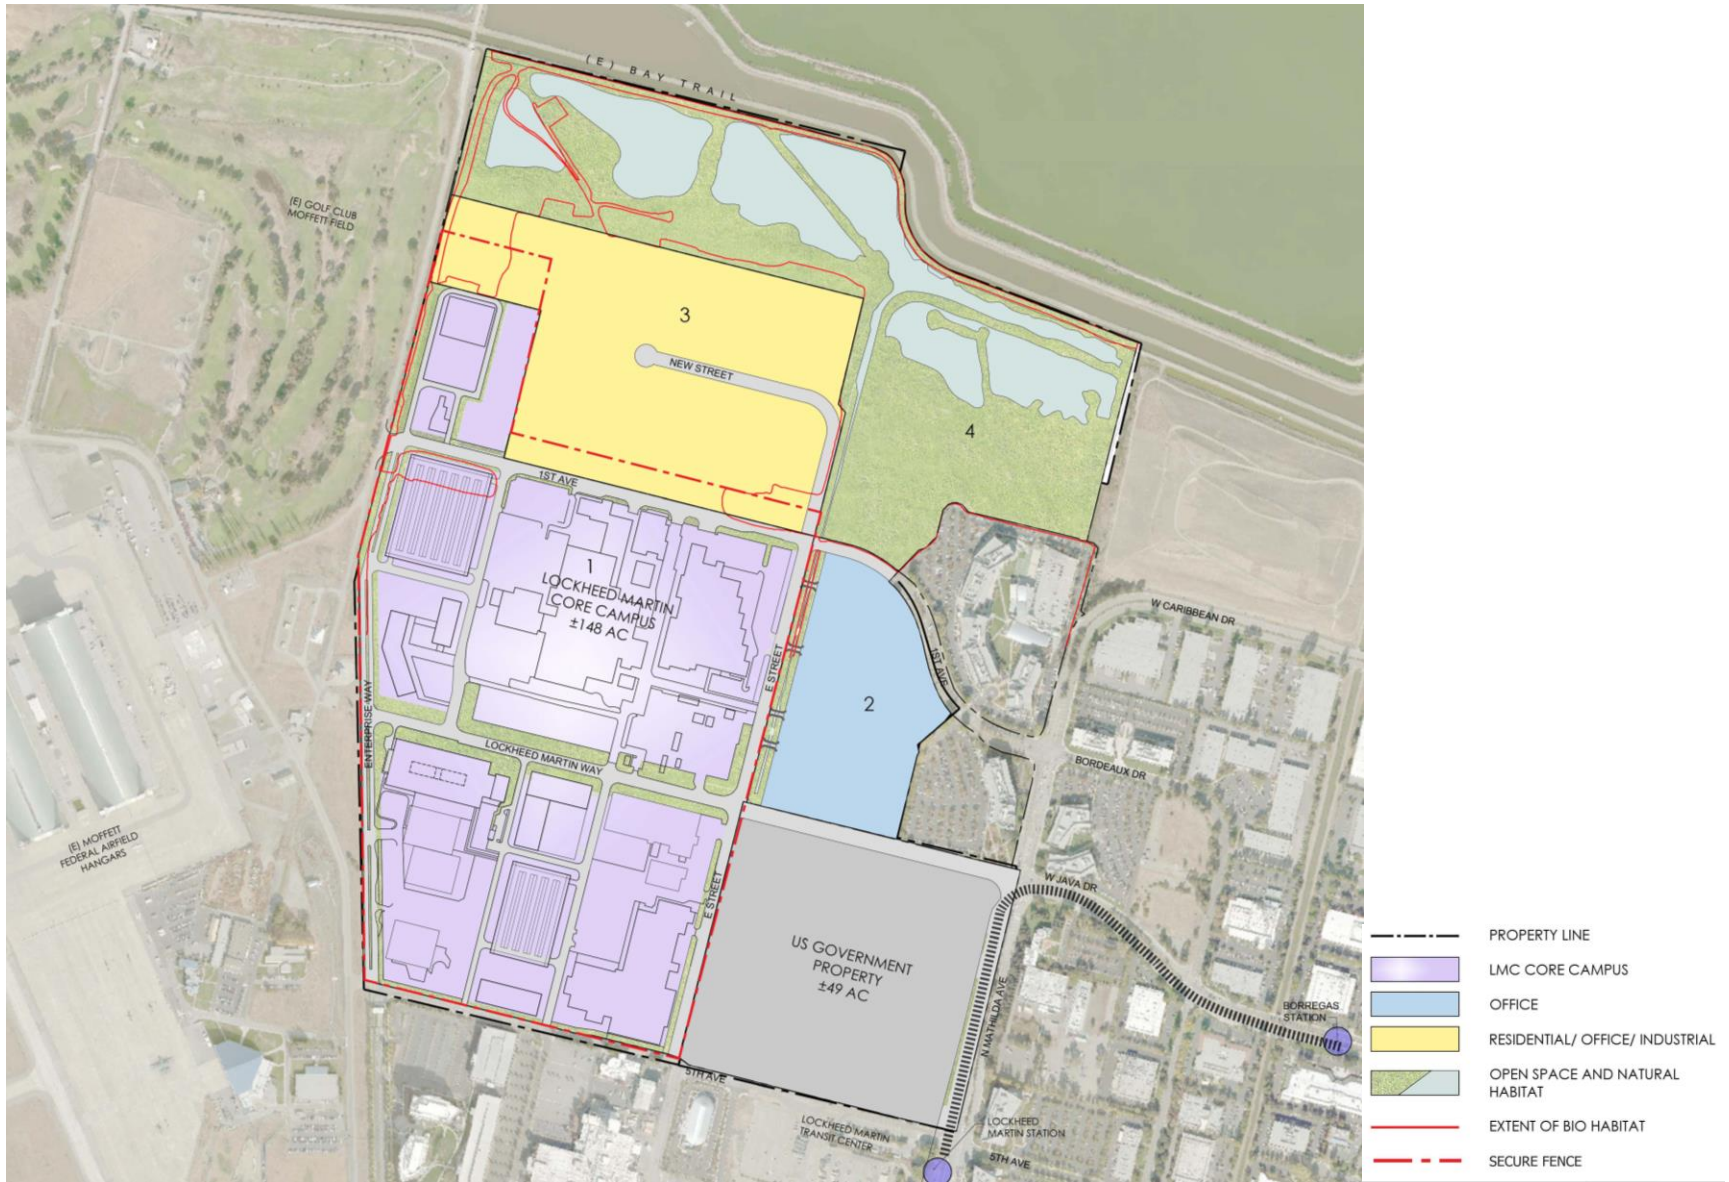 (E) BAY TRAIL
(E) GOLF CLUB
MOFFETT FIELD
3
NEW STREET
4
1ST AVE
1
LOCKHEED MARTIN
CORE CAMPUS
±148 AC
W CARIBBEAN DR
E STREET
1ST AVE
2
ENTERPRISE WAY
LOCKHEED MARTIN WAY
BORDEAUX DR
(E) MOFFETT
FEDERAL AIRFIELD
HANGARS
E STREET
W JAVA DR
US GOVERNMENT
PROPERTY
±49 AC
N MATHILDA AVE
BORREGAS
STATION
5TH AVE
LOCKHEED MARTIN
TRANSIT CENTER
LOCKHEED
MARTIN STATION
5TH AVE
PROPERTY LINE
LMC CORE CAMPUS
OFFICE
RESIDENTIAL/ OFFICE/ INDUSTRIAL
OPEN SPACE AND NATURAL
HABITAT
EXTENT OF BIO HABITAT
SECURE FENCE